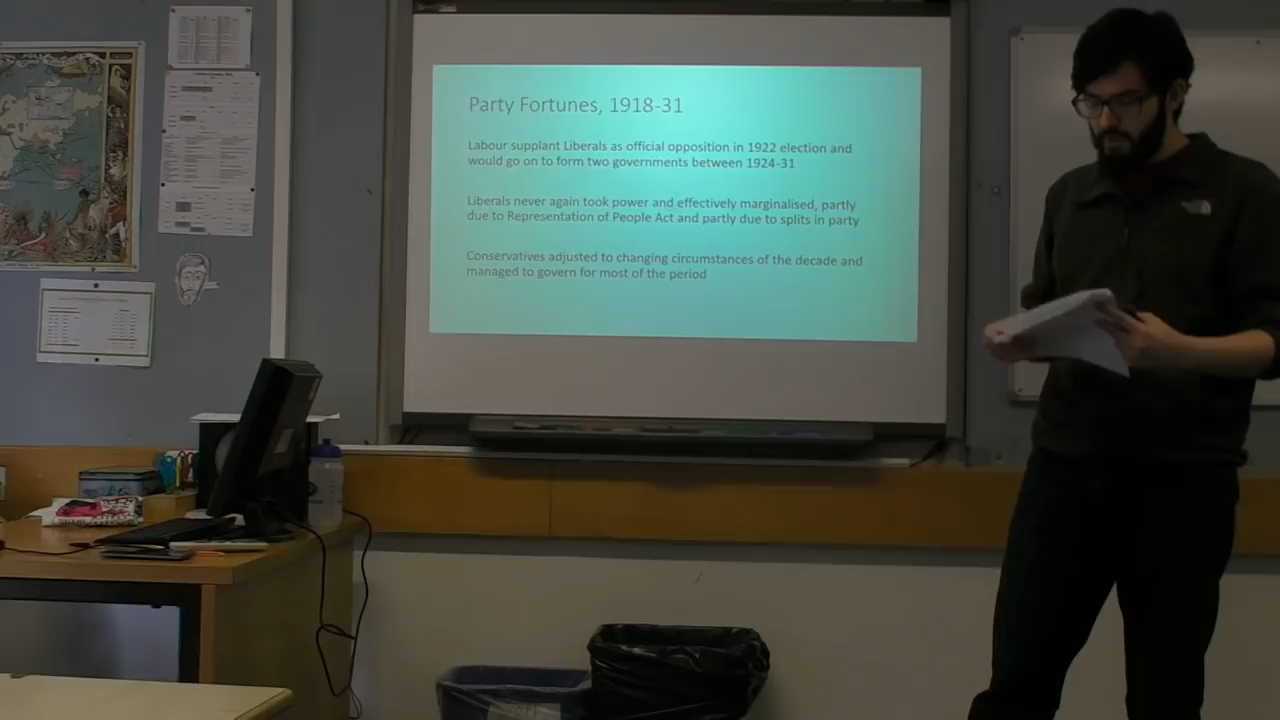 Party Fortunes, 1918-31
Labour supplant Liberals as official opposition in 1922 election and
would go on to form two governments between 1924-31
Liberals never again took power and effectively marginalised, partly
due to Representation of People Act and partly due to splits in party
Conservatives adjusted to changing circumstances of the decade and
managed to govern for most of the period